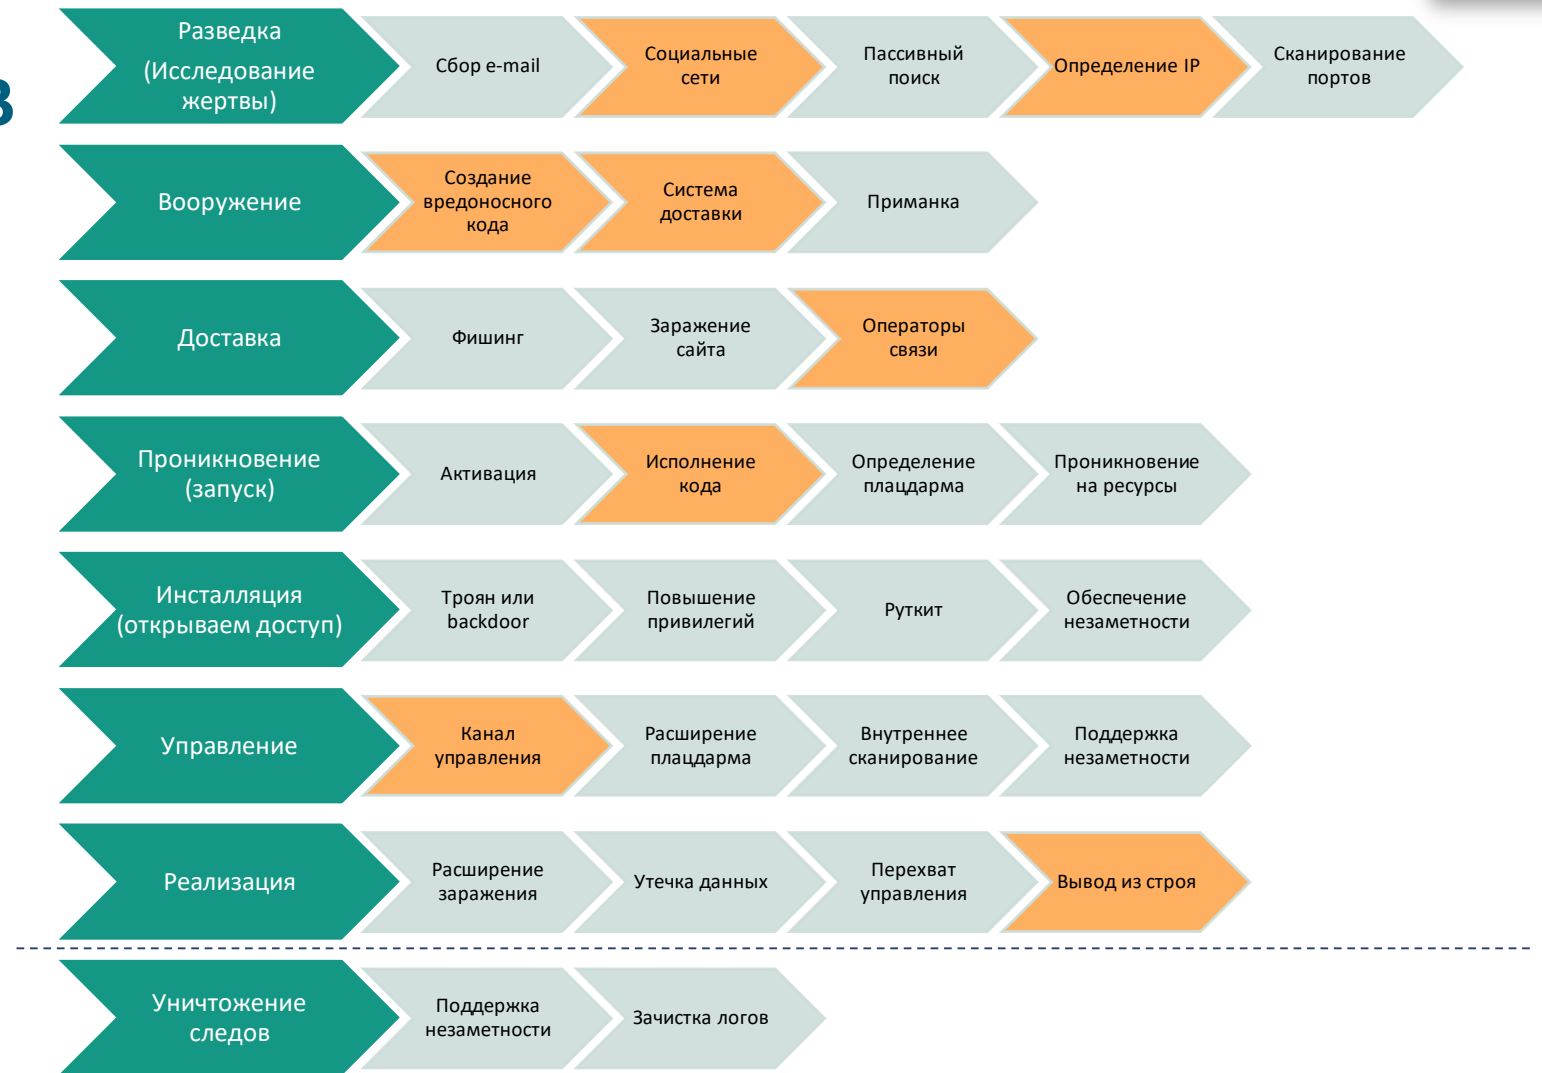 Разведка
(Исследование
жертвы)
Сбор e-mail
Социальные
сети
Пассивный
поиск
Определение IP
Сканирование
портов
В
Вооружение
Создание
вредоносного
кода
Система
доставки
Приманка
Доставка
Фишинг
Заражение
сайта
Операторы
связи
Проникновение
(запуск)
Активация
Исполнение
кода
Определение
плацдарма
Проникновение
на ресурсы
Инсталляция
(открываем доступ)
Троян или
backdoor
Повышение
привилегий
Руткит
Обеспечение
незаметности
Управление
Канал
управления
Расширение
плацдарма
Внутреннее
сканирование
Поддержка
незаметности
Реализация
Расширение
заражения
Утечка данных
Перехват
управления
Вывод из строя
Уничтожение
следов
Поддержка
незаметности
Зачистка логов